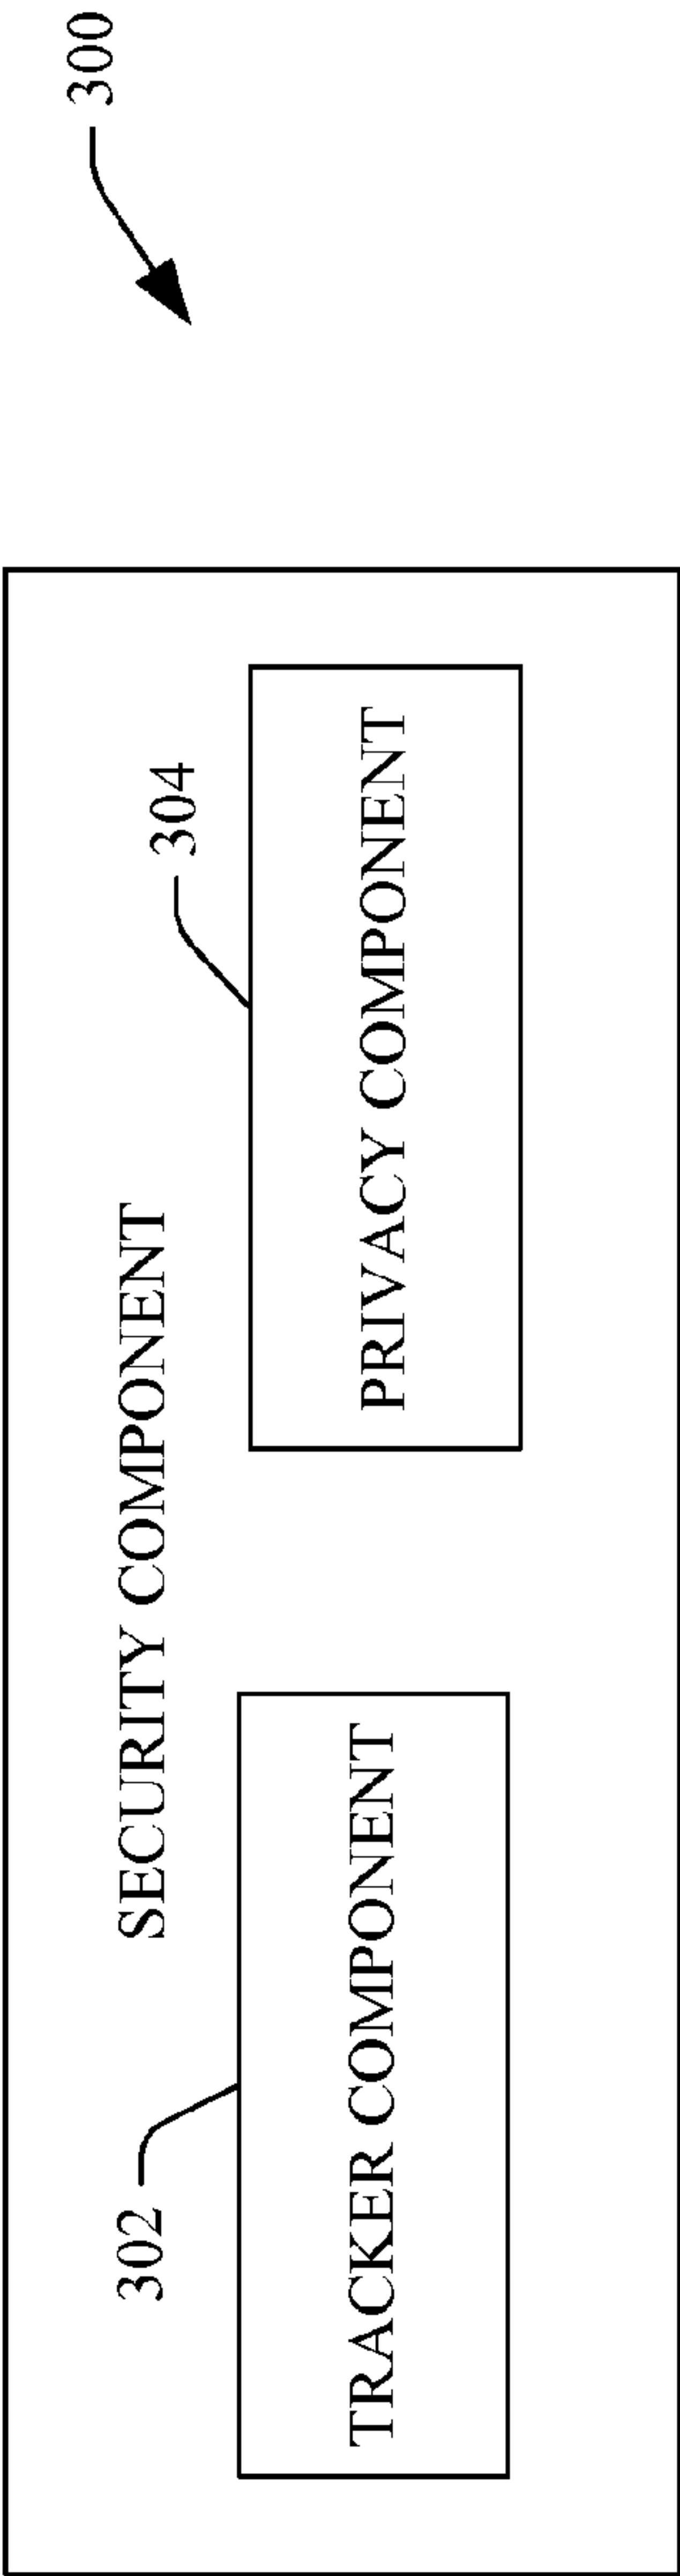 300
SECURITY COMPONENT
302
304
TRACKER COMPONENT
PRIVACY COMPONENT